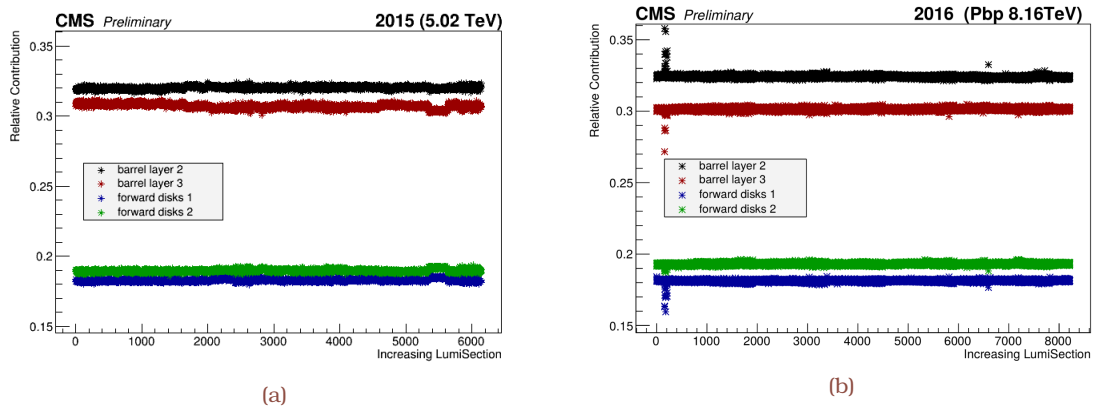 CMS Preliminary 2015 (5.02 TeV)
Relative Contribution
0.35
0.3
0.25
0.2
0.15
barrel layer 2
barrel layer 3
forward disks 1
forward disks 2
0 1000 2000 3000 4000 5000 6000
Increasing LumiSection
(a)
CMS Preliminary 2016 (Pbp 8.16TeV)
Relative Contribution
0.35
0.3
0.25
0.2
0.15
barrel layer 2
barrel layer 3
forward disks 1
forward disks 2
0 1000 2000 3000 4000 5000 6000 7000 8000
Increasing LumiSection
(b)